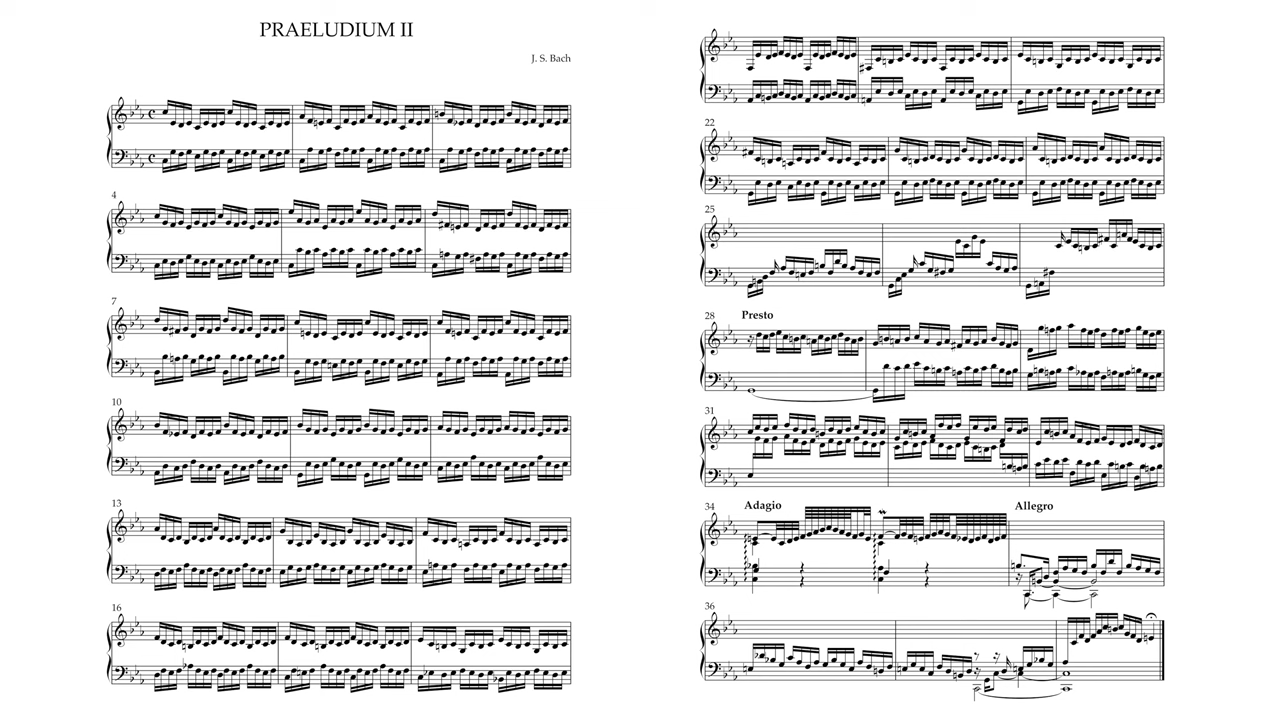 PRAELUDIUM II
J. S. Bach
4
7
10
13
16
22
25
28
Presto
31
34
Adagio
Allegro
36